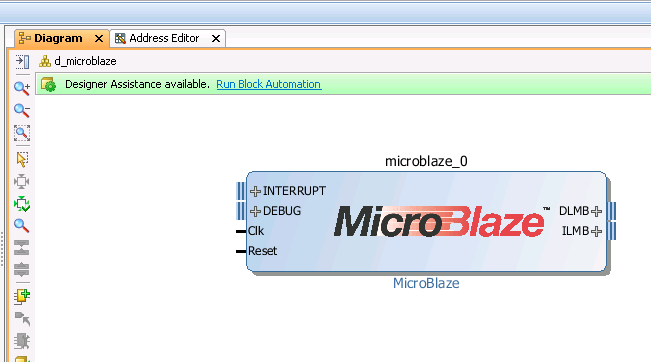 Diagram
Address Editor
d_microblaze
Designer Assistance available. Run Block Automation
microblaze_0
INTERRUPT
DEBUG
Clk
Reset
MicroBlaze™
DLMB
ILMB
MicroBlaze